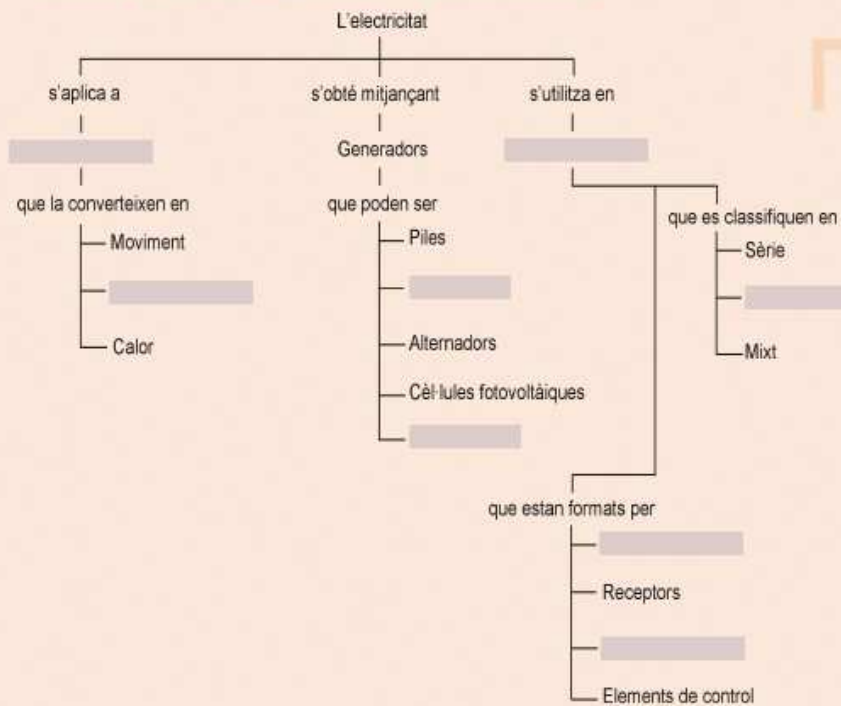 L'electricitat
s'aplica a
s'obté mitjançant
s'utilitza en
Generadors
que la converteixen en
que poden ser
que es classifiquen en
Moviment
Calor
Piles
Alternadors
Cèl·lules fotovoltàiques
Sèrie
Mixt
que estan formats per
Receptors
Elements de control